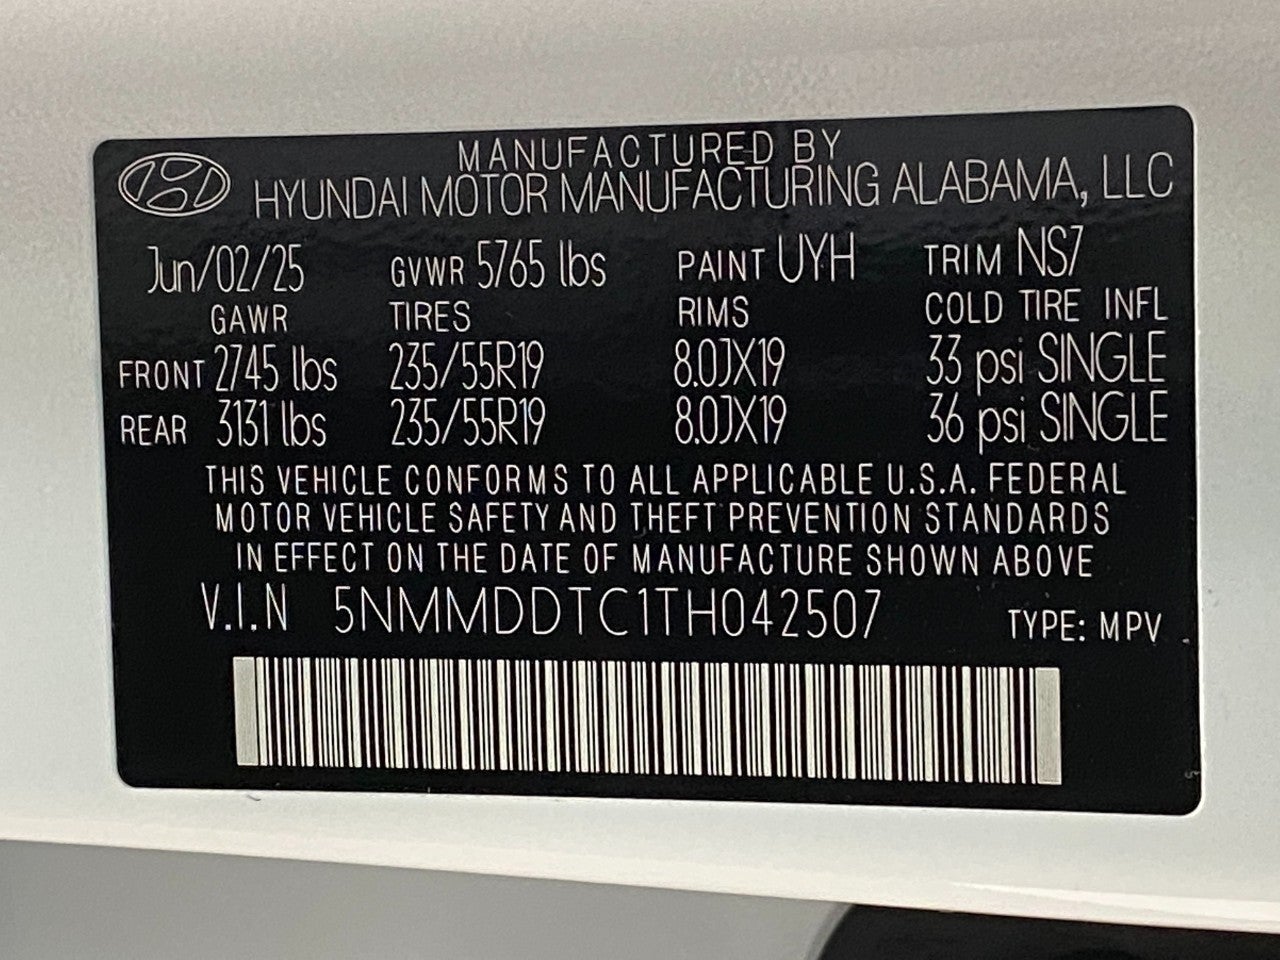 MANUFACTURED BY
HYUNDAI MOTOR MANUFACTURING ALABAMA, LLC
Jun/02/25 GVWR 5765 lbs PAINT UYH TRIM NS7
GAWR TIRES RIMS COLD TIRE INFL
FRONT 2745 lbs 235/55R19 8.0JX19 33 psi SINGLE
REAR 3131 lbs 235/55R19 8.0JX19 36 psi SINGLE
THIS VEHICLE CONFORMS TO ALL APPLICABLE U.S.A. FEDERAL
MOTOR VEHICLE SAFETY AND THEFT PREVENTION STANDARDS
IN EFFECT ON THE DATE OF MANUFACTURE SHOWN ABOVE
V.I.N 5NMMDDTC1TH042507 TYPE: MPV